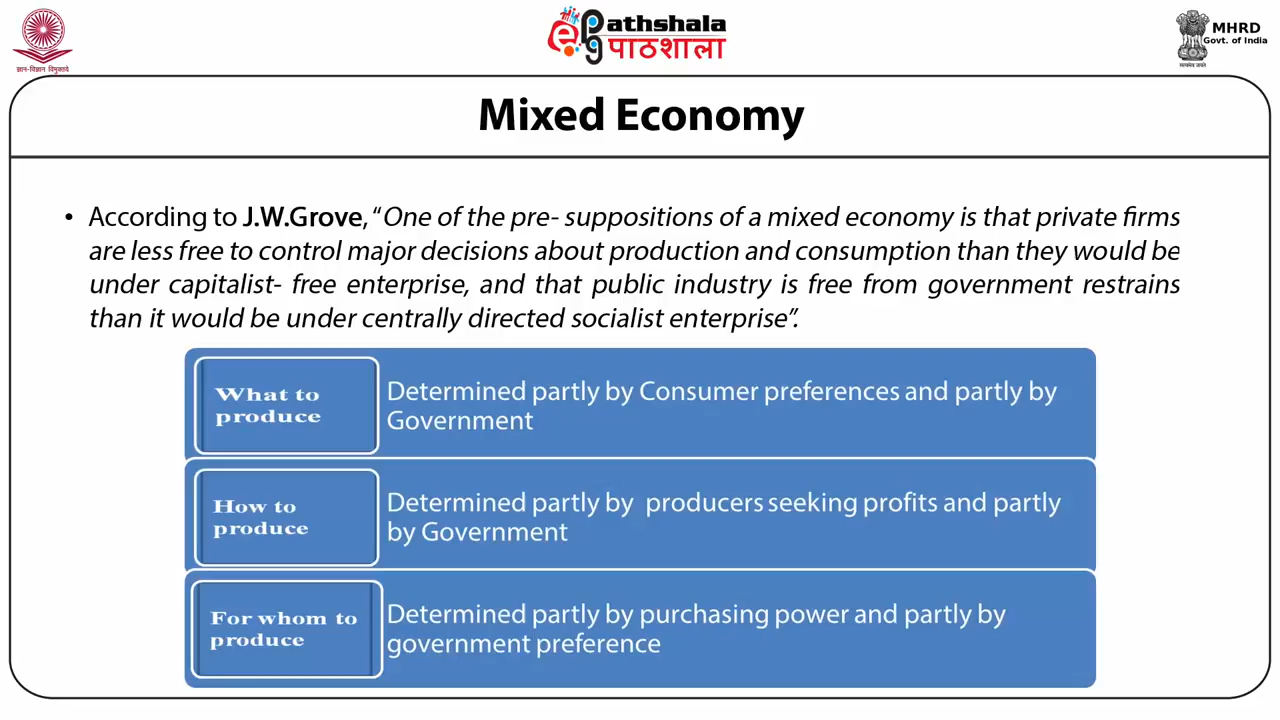 ज्ञान-विज्ञान विमुक्तये
ePg Pathshala
पाठशाला
MHRD
Govt. of India
सत्यमेव जयते
Mixed Economy
• According to J.W.Grove, “One of the pre- suppositions of a mixed economy is that private firms
are less free to control major decisions about production and consumption than they would be
under capitalist- free enterprise, and that public industry is free from government restrains
than it would be under centrally directed socialist enterprise”.
What to
produce
Determined partly by Consumer preferences and partly by
Government
How to
produce
Determined partly by producers seeking profits and partly
by Government
For whom to
produce
Determined partly by purchasing power and partly by
government preference